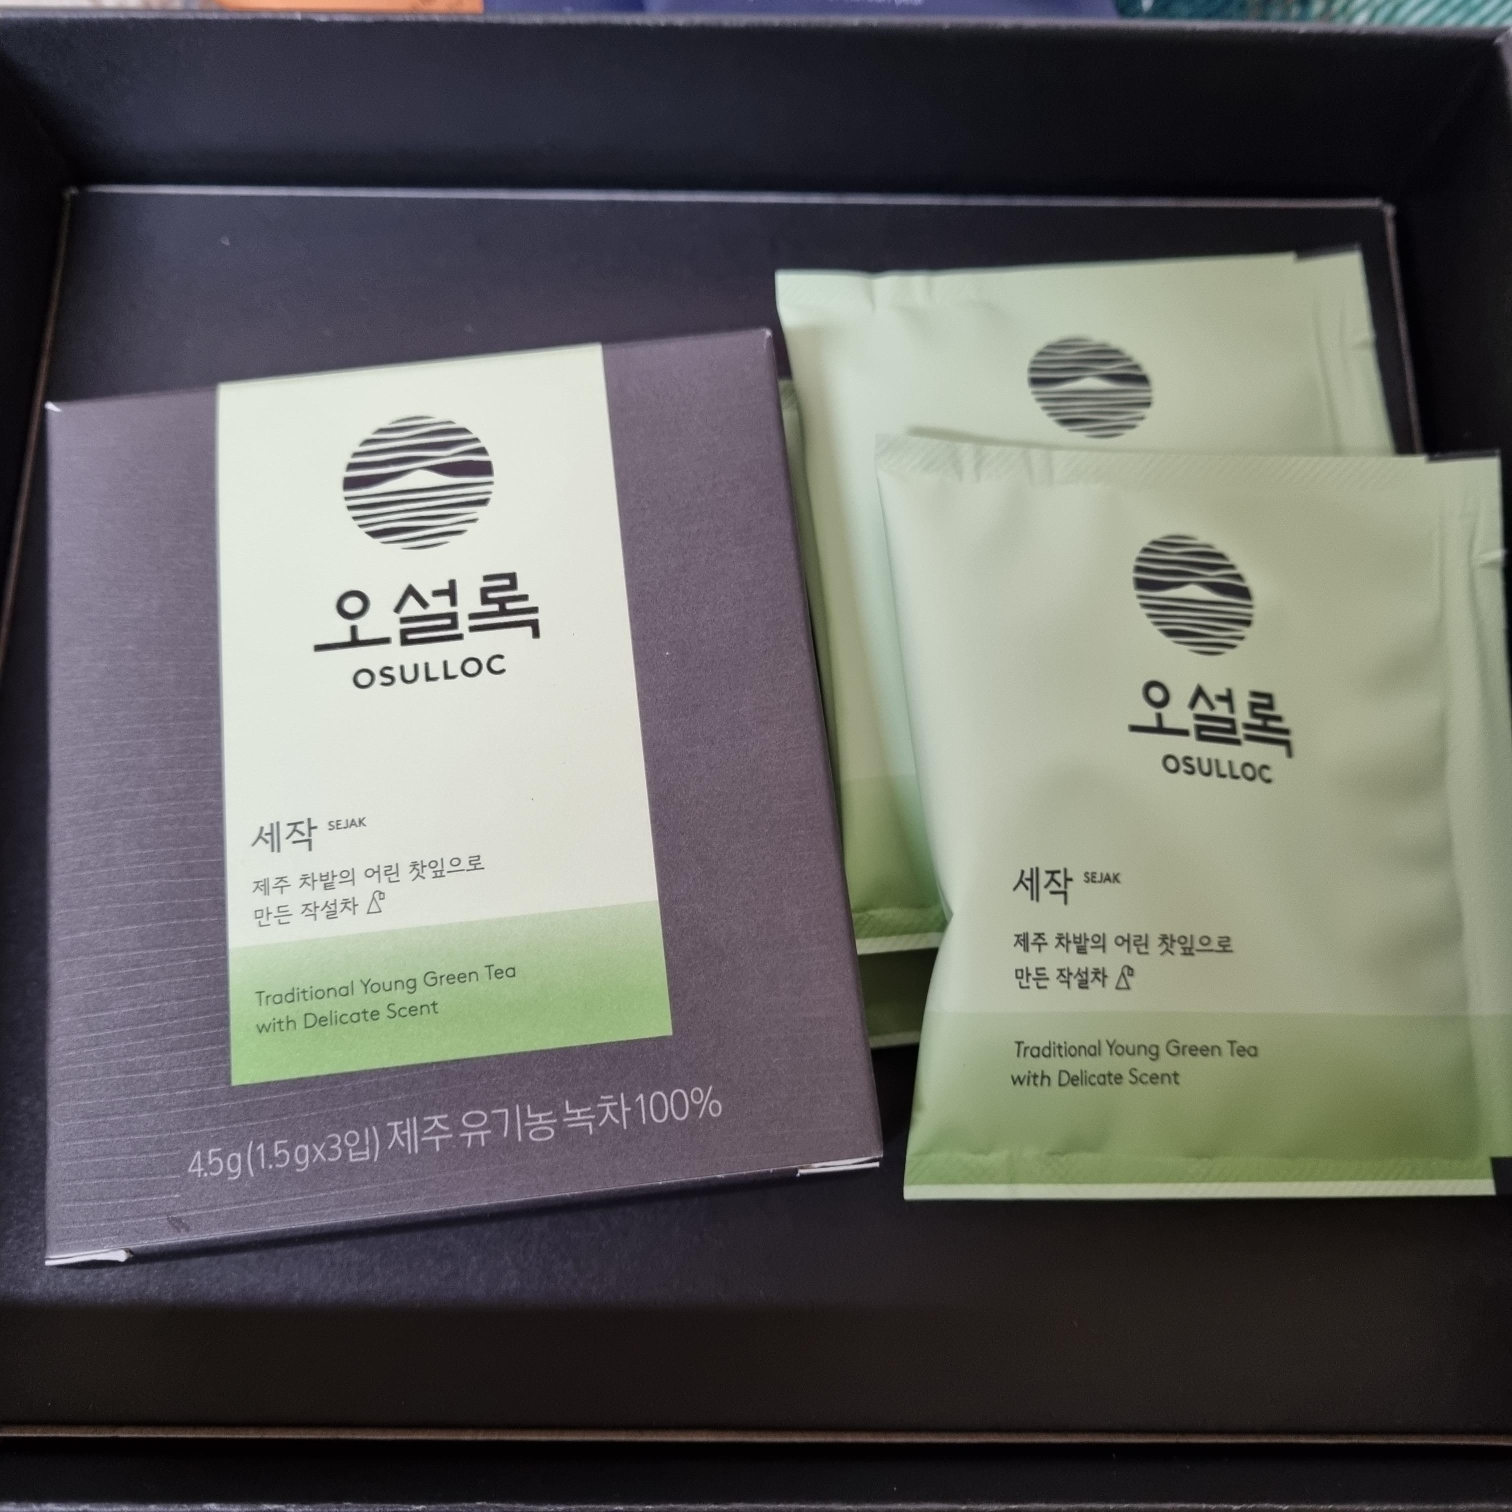 오설록
OSULLOC
세작 SEJAK
제주 차밭의 어린 찻잎으로
만든 작설차
Traditional Young Green Tea
with Delicate Scent
4.5g(1.5gx3입) 제주 유기농 녹차 100%
오설록
OSULLOC
세작 SEJAK
제주 차밭의 어린 찻잎으로
만든 작설차
Traditional Young Green Tea
with Delicate Scent